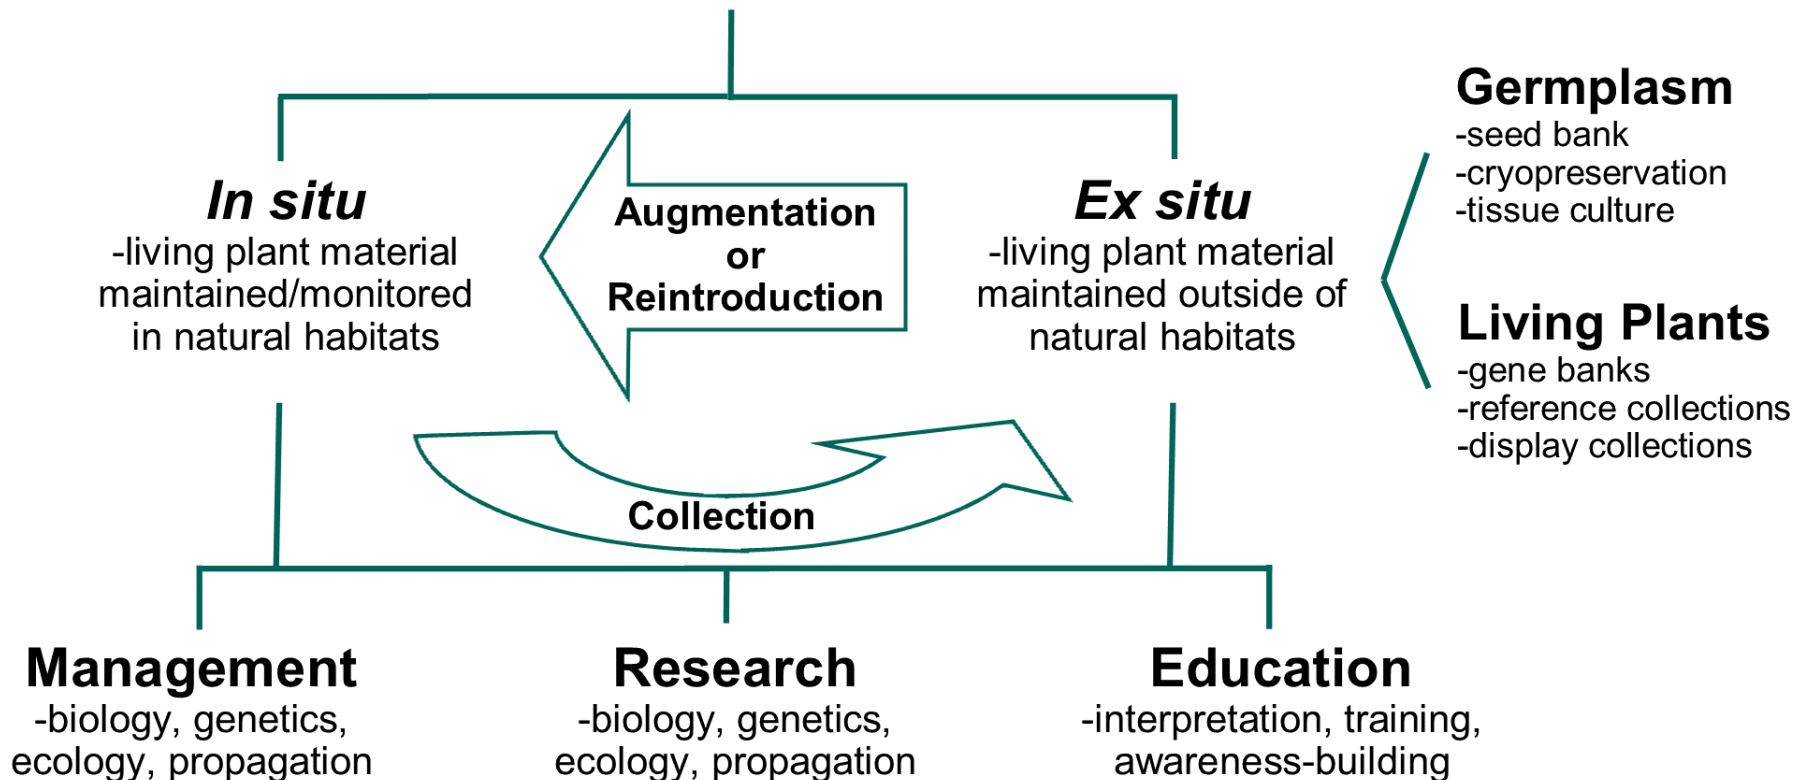 In situ
-living plant material
maintained/monitored
in natural habitats
Augmentation
or
Reintroduction
Ex situ
-living plant material
maintained outside of
natural habitats
Germplasm
-seed bank
-cryopreservation
-tissue culture
Living Plants
-gene banks
-reference collections
-display collections
Collection
Management
-biology, genetics,
ecology, propagation
Research
-biology, genetics,
ecology, propagation
Education
-interpretation, training,
awareness-building